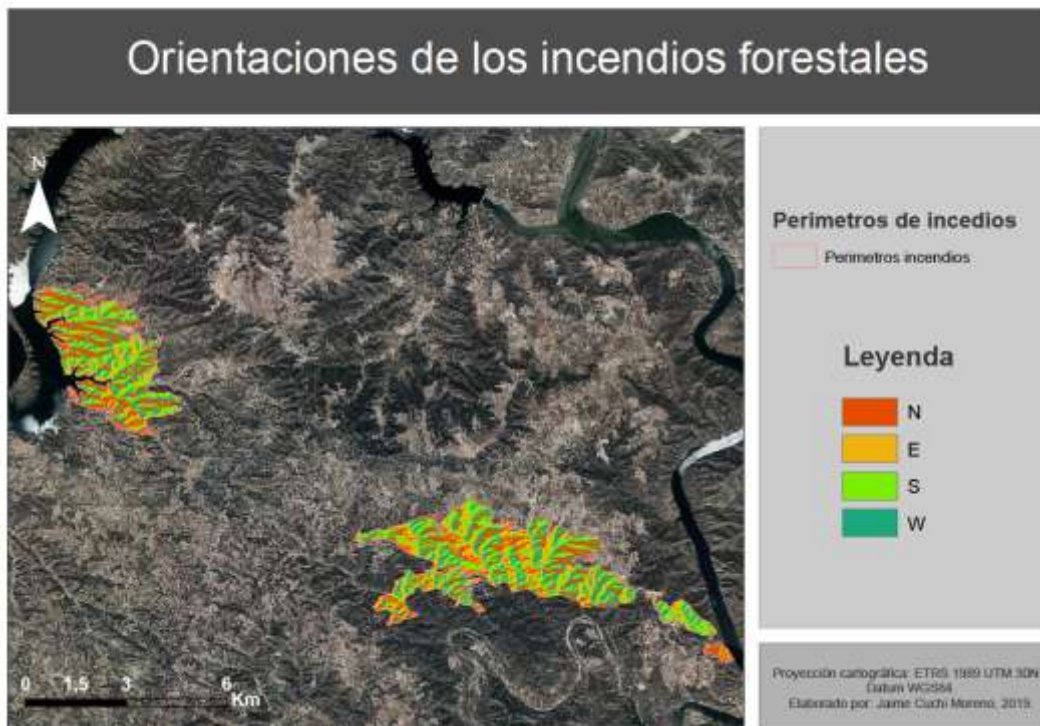 Orientaciones de los incendios forestales
N
Perimetros de incedios
Perimetros incendios
Leyenda
N
E
S
W
0 1,5 3 6
Km
Proyección cartográfica: ETRS 1989 UTM 30N
Datum WGS84
Elaborado por: Jaime Cuchi Moreno, 2019